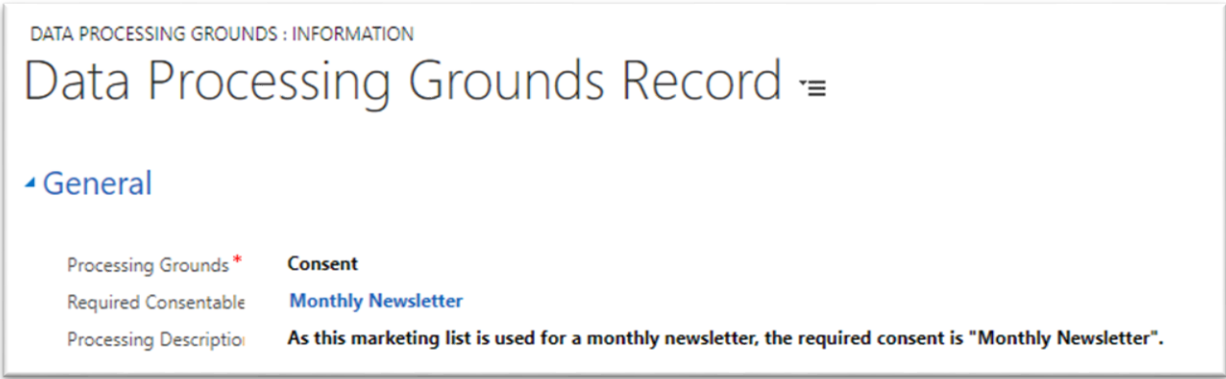 DATA PROCESSING GROUNDS : INFORMATION
Data Processing Grounds Record
General
Processing Grounds * Consent
Required Consentable Monthly Newsletter
Processing Descriptio As this marketing list is used for a monthly newsletter, the required consent is "Monthly Newsletter".